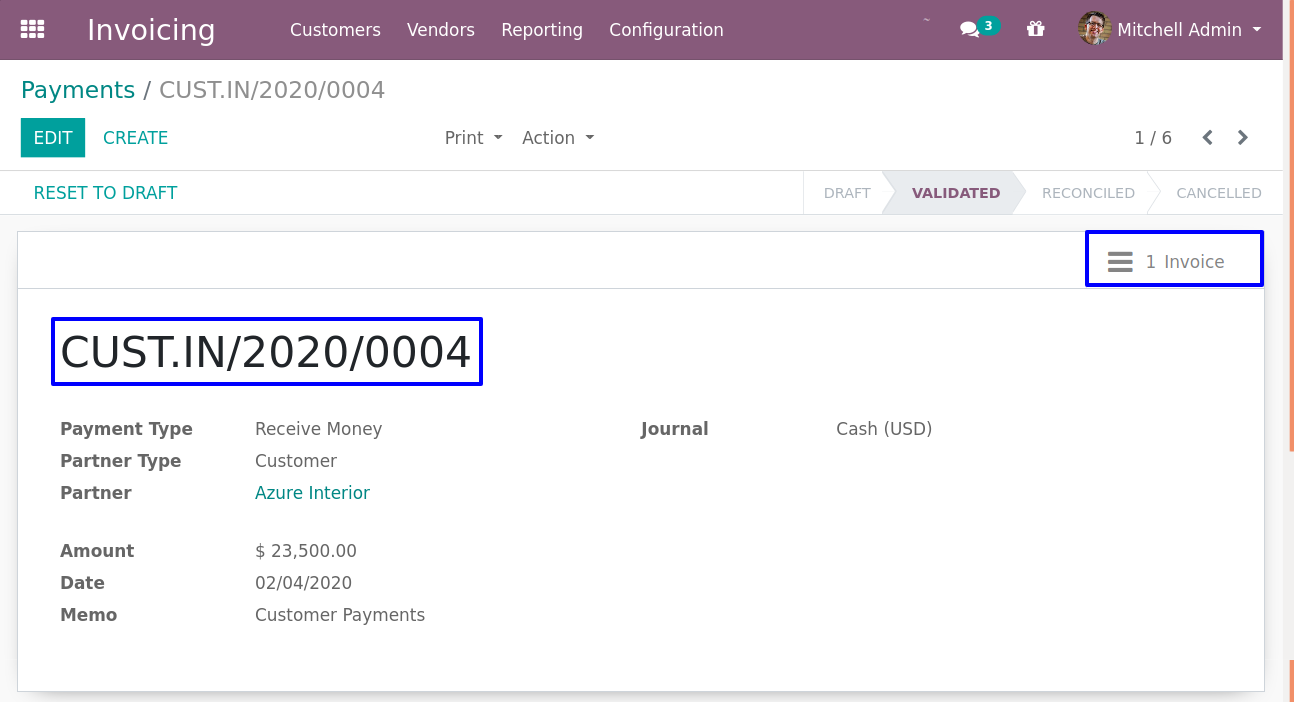 Invoicing Customers Vendors Reporting Configuration 3 Mitchell Admin
Payments / CUST.IN/2020/0004
EDIT CREATE Print Action 1 / 6
RESET TO DRAFT DRAFT VALIDATED RECONCILED CANCELLED
1 Invoice
CUST.IN/2020/0004
Payment Type Receive Money Journal Cash (USD)
Partner Type Customer
Partner Azure Interior
Amount $ 23,500.00
Date 02/04/2020
Memo Customer Payments